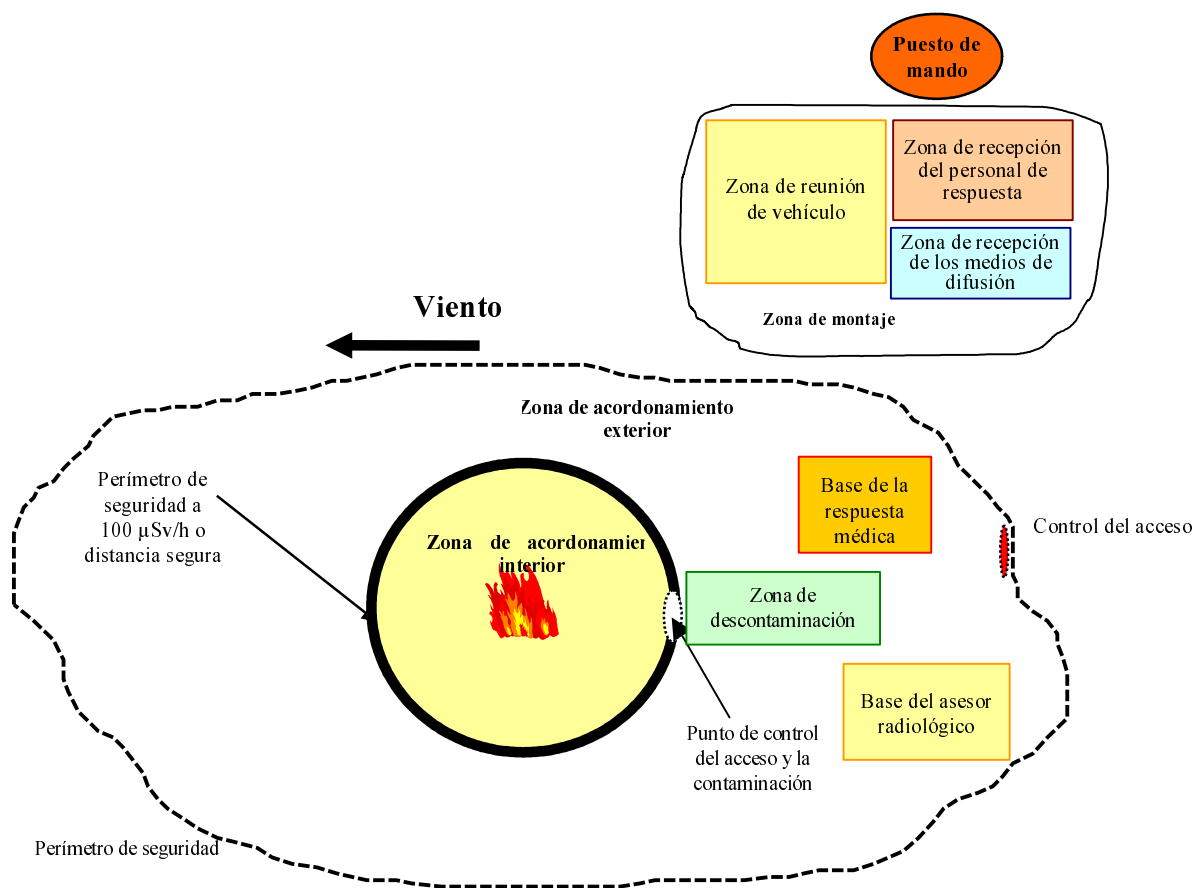 Puesto de
mando
Zona de reunión
de vehículo
Zona de recepción
del personal de
respuesta
Zona de recepción
de los medios de
difusión
Zona de montaje
Viento
Zona de acordonamiento
exterior
Perímetro de
seguridad a
100 µSv/h o
distancia segura
Zona de acordonamien
interior
Base de la
respuesta
médica
Control del acceso
Zona de
descontaminación
Base del asesor
radiológico
Punto de control
del acceso y la
contaminación
Perímetro de seguridad